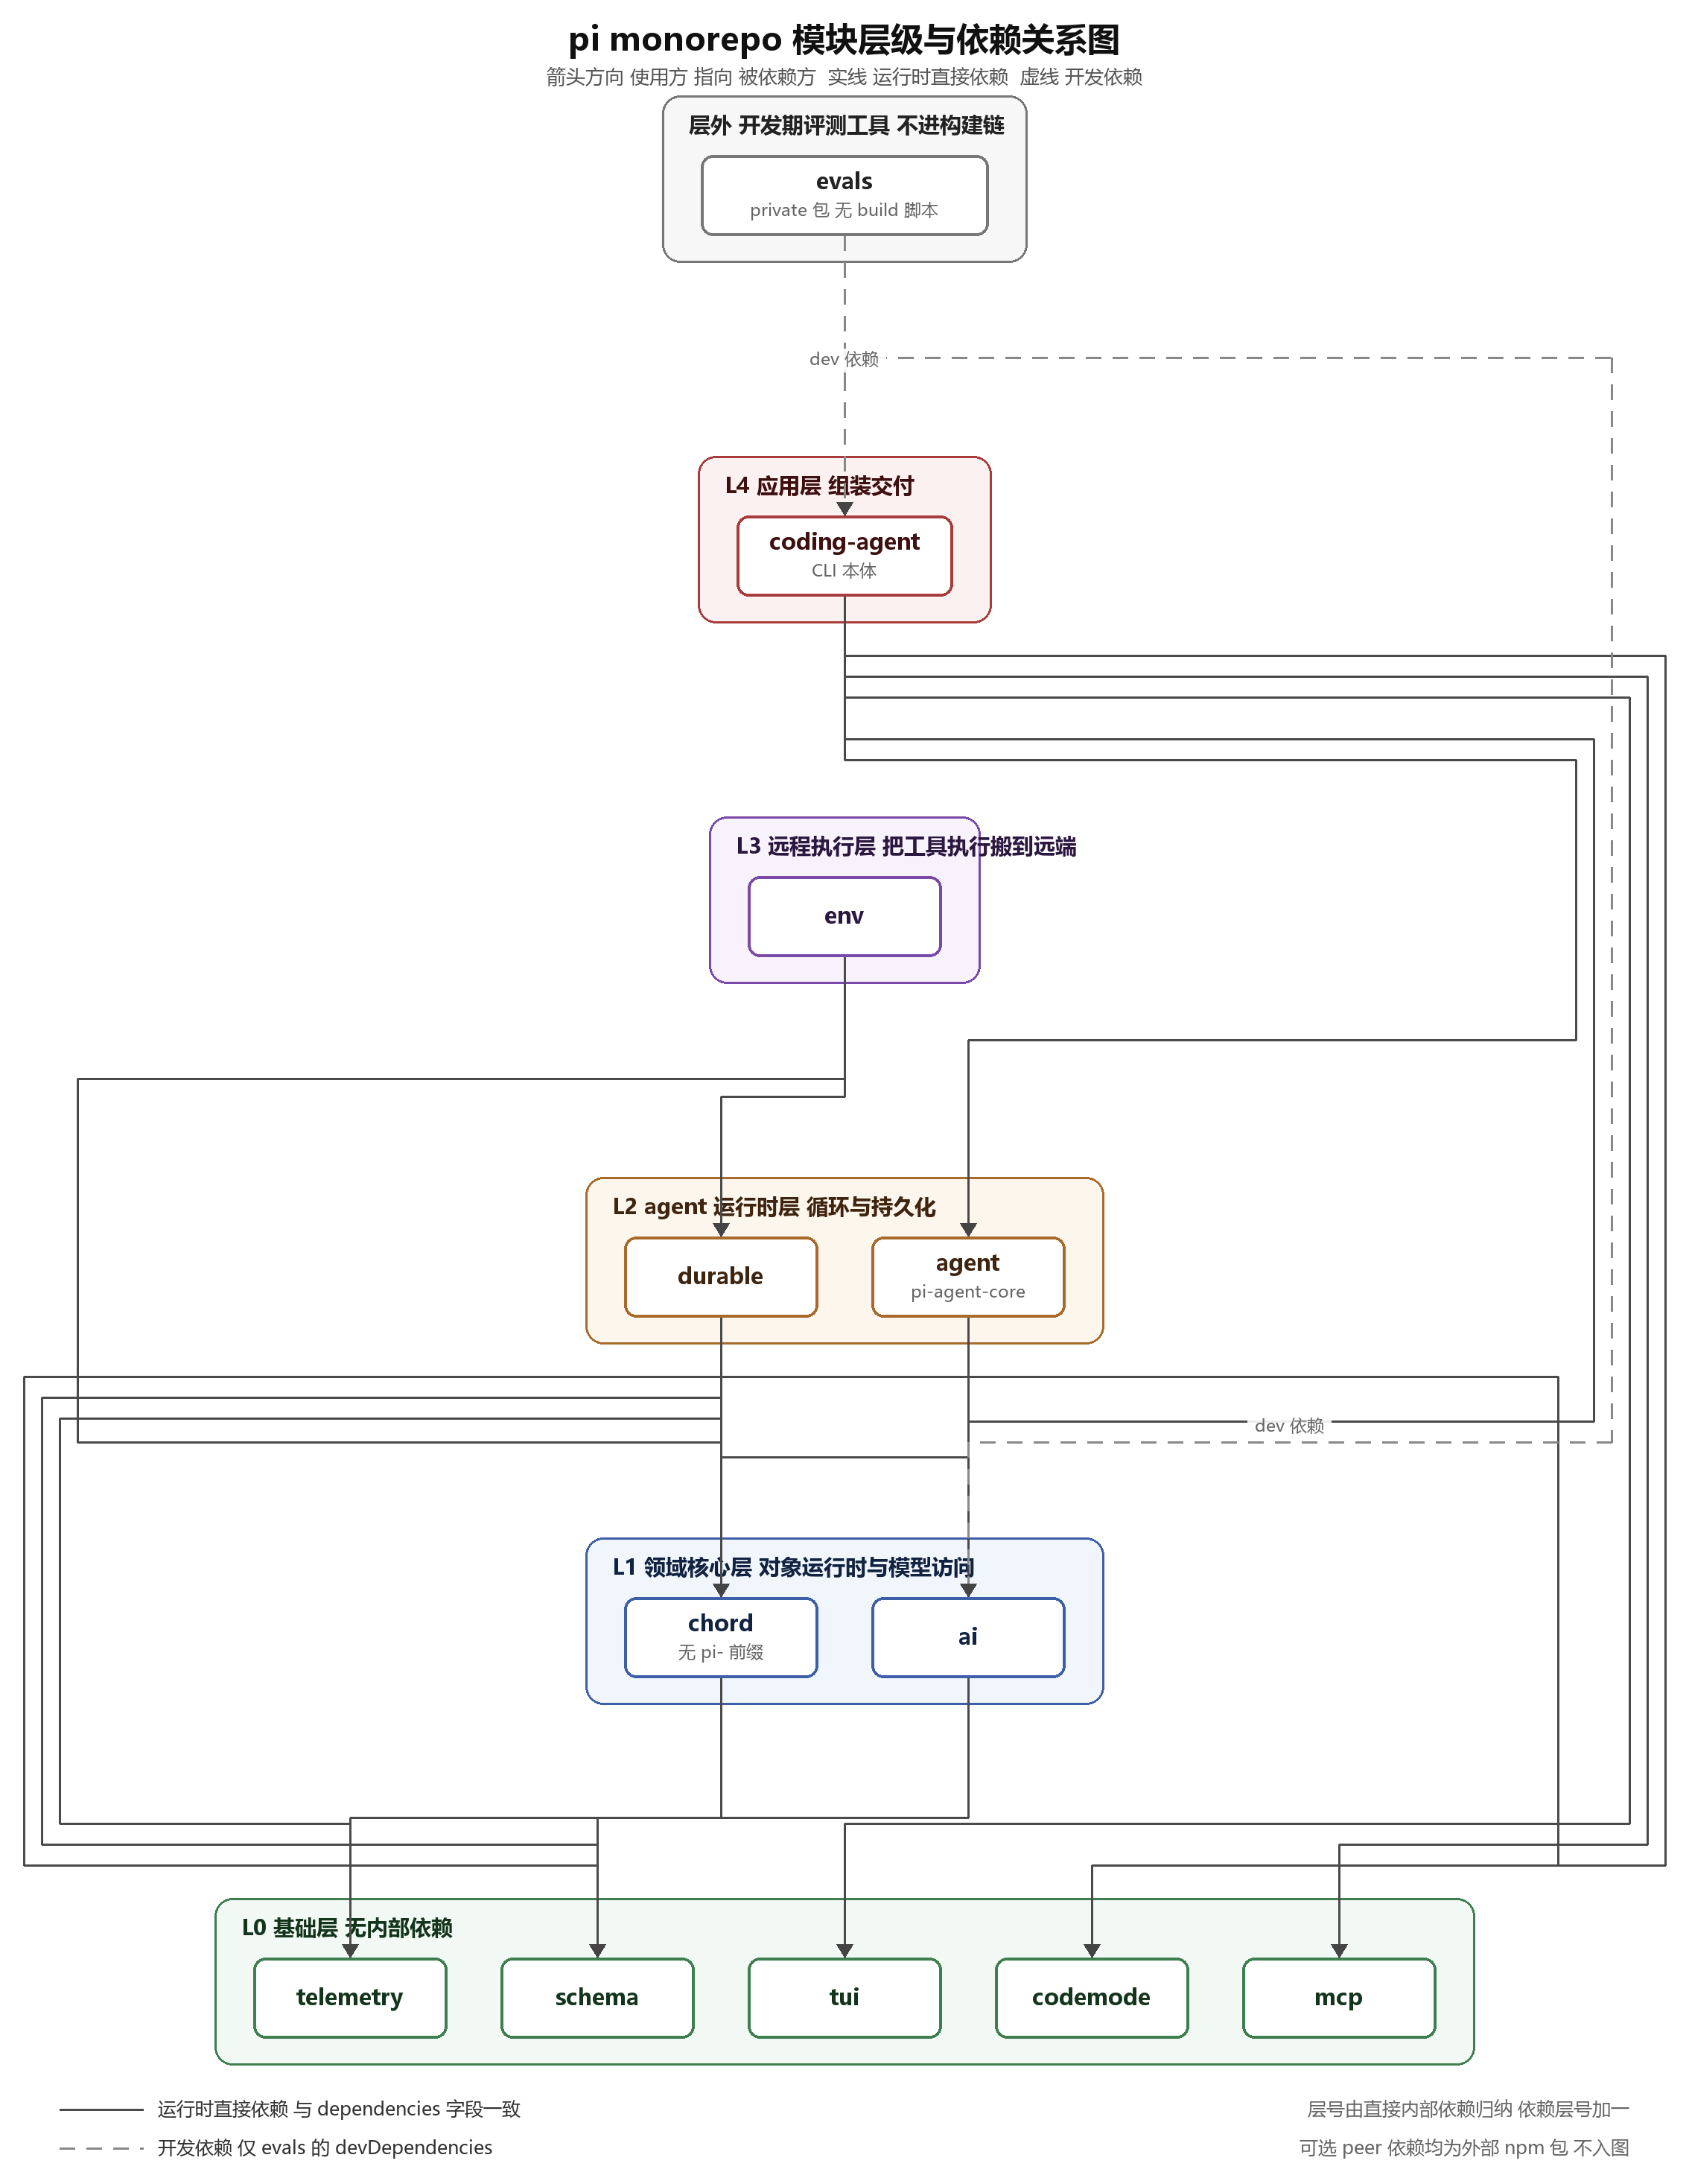 pi monorepo 模块层级与依赖关系图
箭头方向 使用方 指向 被依赖方  实线 运行时直接依赖  虚线 开发依赖
层外 开发期评测工具 不进构建链
evals
private 包 无 build 脚本
dev 依赖
L4 应用层 组装交付
coding-agent
CLI 本体
L3 远程执行层 把工具执行搬到远端
env
L2 agent 运行时层 循环与持久化
durable
agent
pi-agent-core
dev 依赖
L1 领域核心层 对象运行时与模型访问
chord
无 pi- 前缀
ai
L0 基础层 无内部依赖
telemetry
schema
tui
codemode
mcp
运行时直接依赖 与 dependencies 字段一致
层号由直接内部依赖归纳 依赖层号加一
开发依赖 仅 evals 的 devDependencies
可选 peer 依赖均为外部 npm 包 不入图